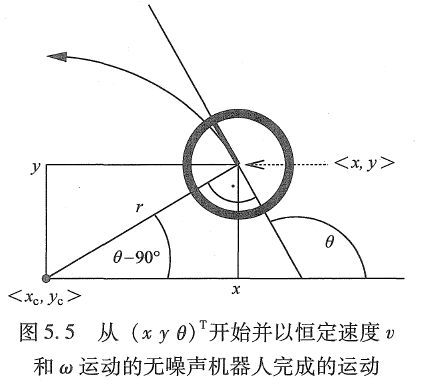 <x, y>
y
r
θ
θ−90°
x
<xc, yc>
图 5.5 从 (x y θ)ᵀ开始并以恒定速度 v
和 ω 运动的无噪声机器人完成的运动